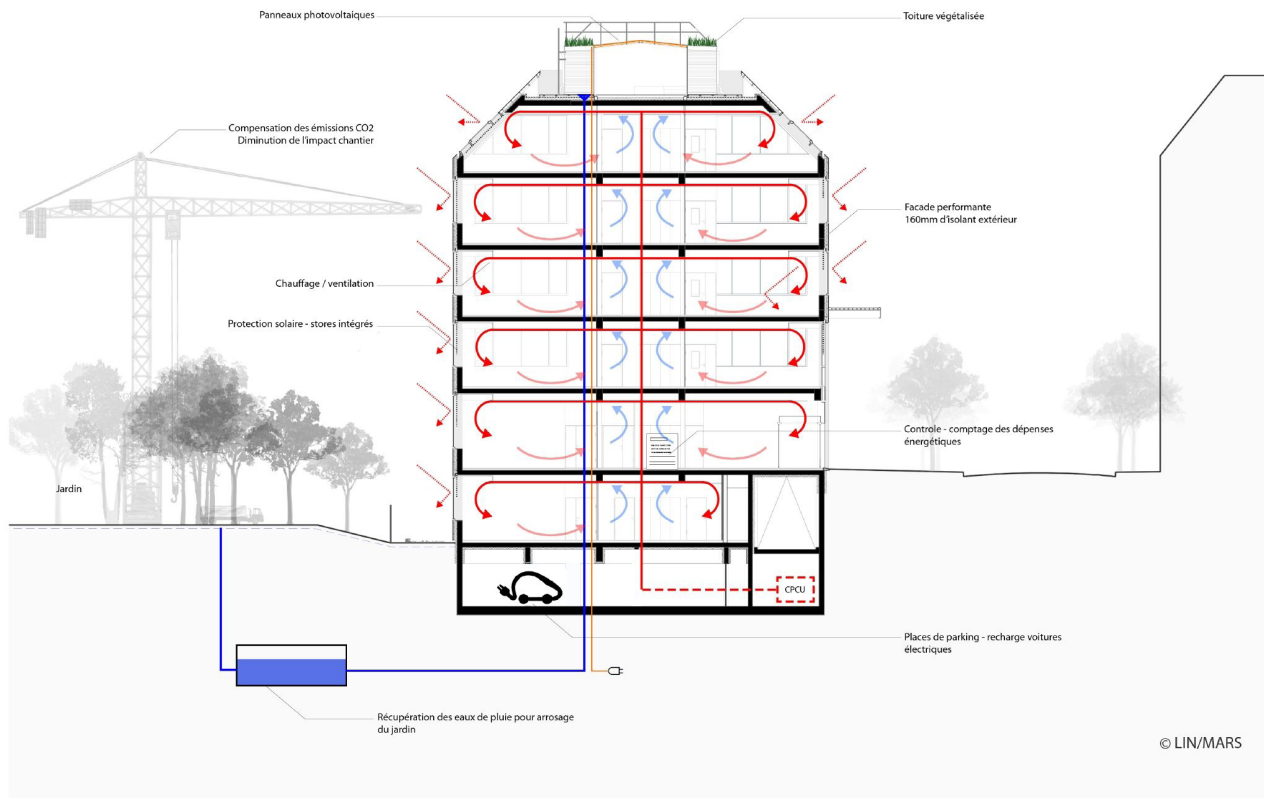 Panneaux photovoltaiques
Toiture végétalisée
Compensation des émissions CO2
Diminution de l'impact chantier
Facade performante
160mm d'isolant extérieur
Chauffage / ventilation
Protection solaire - stores intégrés
Controle - comptage des dépenses
énergétiques
Jardin
CPCU
Places de parking - recharge voitures
électriques
Récupération des eaux de pluie pour arrosage
du jardin
© LIN/MARS